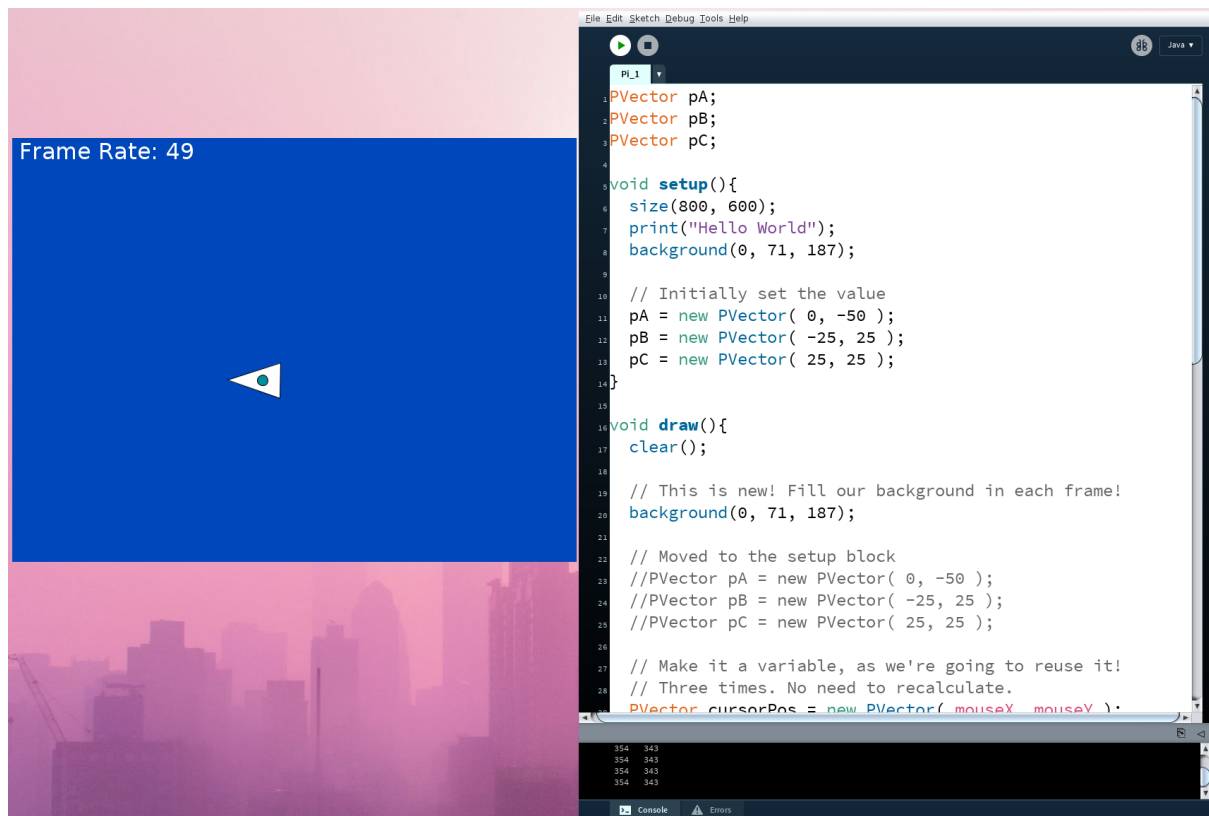 Frame Rate: 49
File Edit Sketch Debug Tools Help
Java ▾
Pi_1 ▾
1 PVector pA;
2 PVector pB;
3 PVector pC;
4
5 void setup(){
6   size(800, 600);
7   print("Hello World");
8   background(0, 71, 187);
9
10   // Initially set the value
11   pA = new PVector( 0, -50 );
12   pB = new PVector( -25, 25 );
13   pC = new PVector( 25, 25 );
14 }
15
16 void draw(){
17   clear();
18
19   // This is new! Fill our background in each frame!
20   background(0, 71, 187);
21
22   // Moved to the setup block
23   //PVector pA = new PVector( 0, -50 );
24   //PVector pB = new PVector( -25, 25 );
25   //PVector pC = new PVector( 25, 25 );
26
27   // Make it a variable, as we're going to reuse it!
28   // Three times. No need to recalculate.
29   PVector cursorPos = new PVector( mouseX, mouseY );
354 343
354 343
354 343
354 343
Console Errors